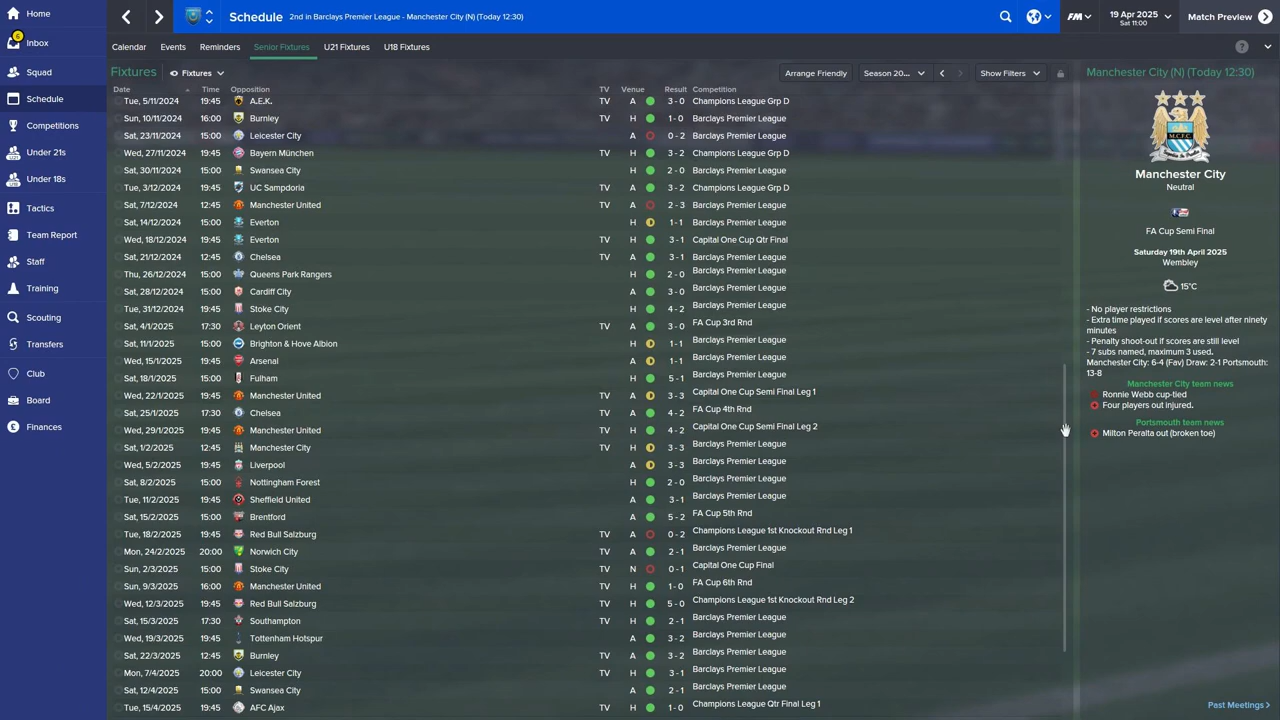 Home
6
Inbox
Squad
Schedule
Competitions
Under 21s
Under 18s
Tactics
Team Report
Staff
Training
Scouting
Transfers
Club
Board
Finances
Schedule 2nd in Barclays Premier League - Manchester City (N) (Today 12:30)
FM
19 Apr 2025
Sat 11:00
Match Preview
Calendar Events Reminders Senior Fixtures U21 Fixtures U18 Fixtures ?
Fixtures Fixtures Arrange Friendly Season 20... Show Filters
Date Time Opposition TV Venue Result Competition
Tue, 5/11/2024 19:45 A.E.K. TV A 3 - 0 Champions League Grp D
Sun, 10/11/2024 16:00 Burnley TV H 1 - 0 Barclays Premier League
Sat, 23/11/2024 15:00 Leicester City A 0 - 2 Barclays Premier League
Wed, 27/11/2024 19:45 Bayern München TV H 3 - 2 Champions League Grp D
Sat, 30/11/2024 15:00 Swansea City H 2 - 0 Barclays Premier League
Tue, 3/12/2024 19:45 UC Sampdoria TV A 3 - 2 Champions League Grp D
Sat, 7/12/2024 12:45 Manchester United TV A 2 - 3 Barclays Premier League
Sat, 14/12/2024 15:00 Everton H 1 - 1 Barclays Premier League
Wed, 18/12/2024 19:45 Everton TV H 3 - 1 Capital One Cup Qtr Final
Sat, 21/12/2024 12:45 Chelsea TV A 3 - 1 Barclays Premier League
Thu, 26/12/2024 15:00 Queens Park Rangers H 2 - 0 Barclays Premier League
Sat, 28/12/2024 15:00 Cardiff City A 3 - 0 Barclays Premier League
Tue, 31/12/2024 19:45 Stoke City H 4 - 2 Barclays Premier League
Sat, 4/1/2025 17:30 Leyton Orient TV A 3 - 0 FA Cup 3rd Rnd
Sat, 11/1/2025 15:00 Brighton & Hove Albion H 1 - 1 Barclays Premier League
Wed, 15/1/2025 19:45 Arsenal A 1 - 1 Barclays Premier League
Sat, 18/1/2025 15:00 Fulham H 5 - 1 Barclays Premier League
Wed, 22/1/2025 19:45 Manchester United TV A 3 - 3 Capital One Cup Semi Final Leg 1
Sat, 25/1/2025 17:30 Chelsea TV A 4 - 2 FA Cup 4th Rnd
Wed, 29/1/2025 19:45 Manchester United TV H 4 - 2 Capital One Cup Semi Final Leg 2
Sat, 1/2/2025 12:45 Manchester City TV H 3 - 3 Barclays Premier League
Wed, 5/2/2025 19:45 Liverpool A 3 - 3 Barclays Premier League
Sat, 8/2/2025 15:00 Nottingham Forest H 2 - 0 Barclays Premier League
Tue, 11/2/2025 19:45 Sheffield United A 3 - 1 Barclays Premier League
Sat, 15/2/2025 15:00 Brentford A 5 - 2 FA Cup 5th Rnd
Tue, 18/2/2025 19:45 Red Bull Salzburg TV A 0 - 2 Champions League 1st Knockout Rnd Leg 1
Mon, 24/2/2025 20:00 Norwich City TV A 2 - 1 Barclays Premier League
Sun, 2/3/2025 15:00 Stoke City TV N 0 - 1 Capital One Cup Final
Sun, 9/3/2025 16:00 Manchester United TV H 1 - 0 FA Cup 6th Rnd
Wed, 12/3/2025 19:45 Red Bull Salzburg TV H 5 - 0 Champions League 1st Knockout Rnd Leg 2
Sat, 15/3/2025 17:30 Southampton TV H 2 - 1 Barclays Premier League
Wed, 19/3/2025 19:45 Tottenham Hotspur A 3 - 2 Barclays Premier League
Sat, 22/3/2025 12:45 Burnley TV A 3 - 2 Barclays Premier League
Mon, 7/4/2025 20:00 Leicester City TV H 3 - 1 Barclays Premier League
Sat, 12/4/2025 15:00 Swansea City A 2 - 1 Barclays Premier League
Tue, 15/4/2025 19:45 AFC Ajax TV H 1 - 0 Champions League Qtr Final Leg 1
Manchester City (N) (Today 12:30)
M.C.F.C.
Manchester City
Neutral
FA Cup Semi Final
Saturday 19th April 2025
Wembley
15°C
- No player restrictions
- Extra time played if scores are level after ninety
minutes
- Penalty shoot-out if scores are still level
- 7 subs named, maximum 3 used.
Manchester City: 6-4 (Fav) Draw: 2-1 Portsmouth:
13-8
Manchester City team news
Ronnie Webb cup-tied
Four players out injured.
Portsmouth team news
Milton Peralta out (broken toe)
Past Meetings >